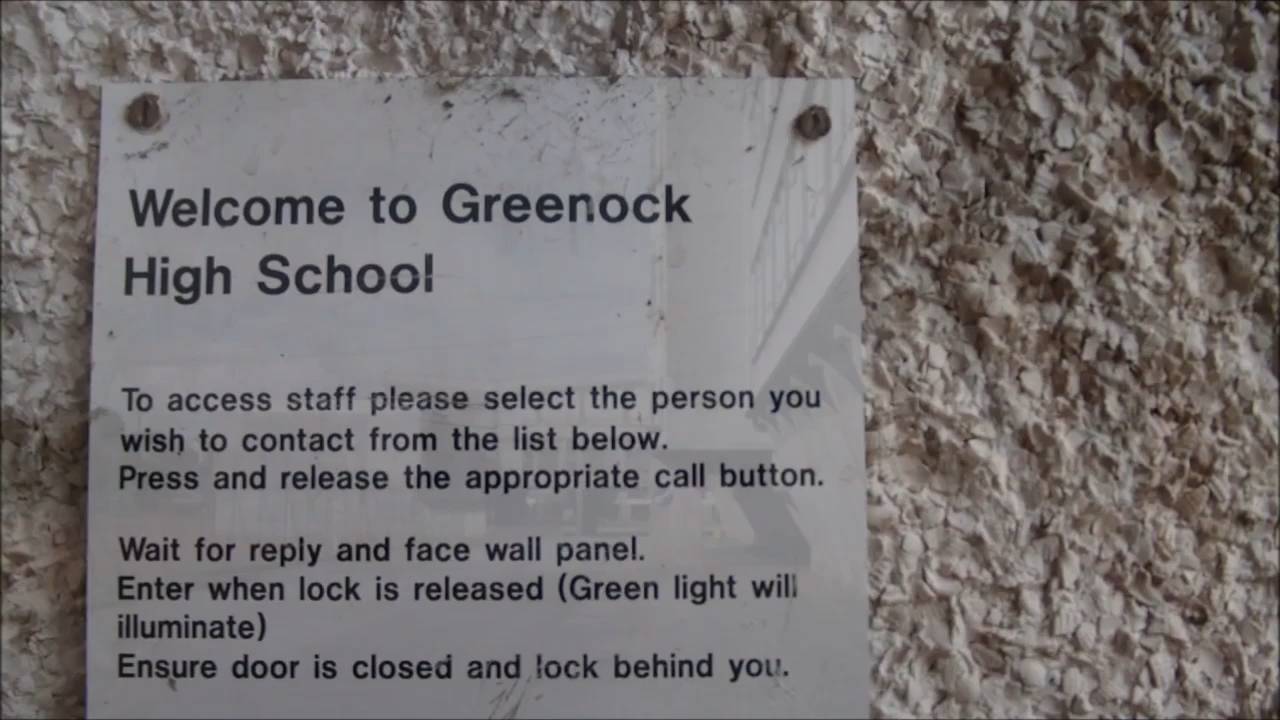 Welcome to Greenock
High School
To access staff please select the person you
wish to contact from the list below.
Press and release the appropriate call button.
Wait for reply and face wall panel.
Enter when lock is released (Green light will
illuminate)
Ensure door is closed and lock behind you.